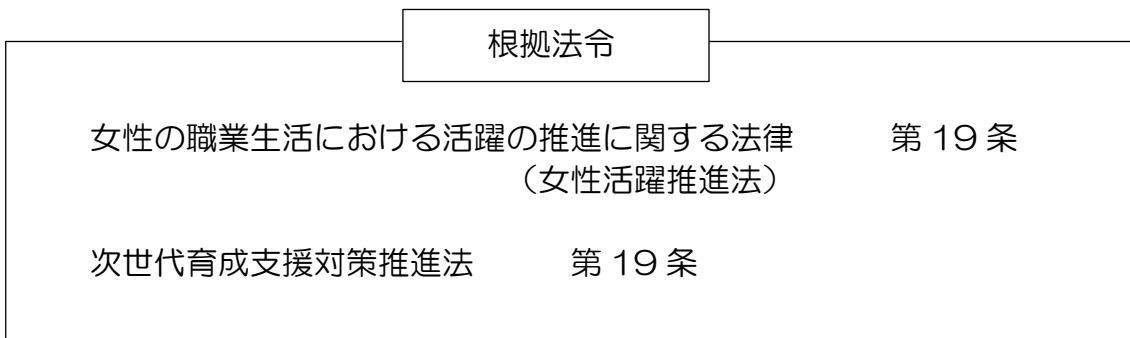 根拠法令
女性の職業生活における活躍の推進に関する法律 第19条
(女性活躍推進法)
次世代育成支援対策推進法 第19条